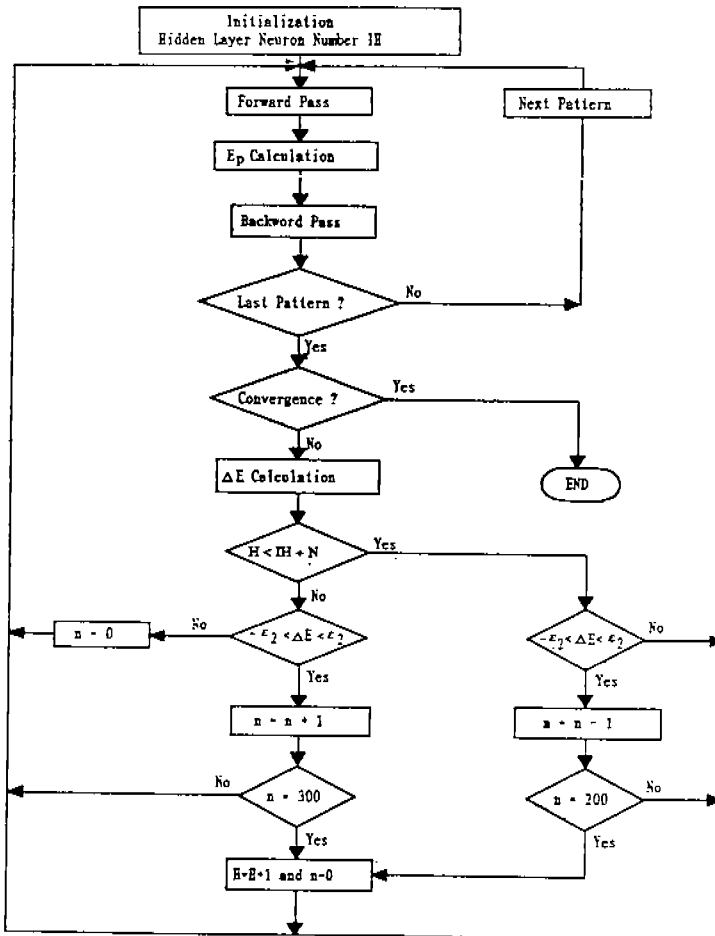 Initialization
Hidden Layer Neuron Number IH
Forward Pass
Next Pattern
Ep Calculation
Backword Pass
Last Pattern ?
No
Yes
Convergence ?
Yes
No
ΔE Calculation
END
H < IH + N
Yes
No
n - 0
No
- ε2 < ΔE < ε2
- ε2 < ΔE < ε2
No
Yes
Yes
n - n + 1
n - n - 1
No
n - 300
n - 200
No
Yes
Yes
H-H+1 and n-0